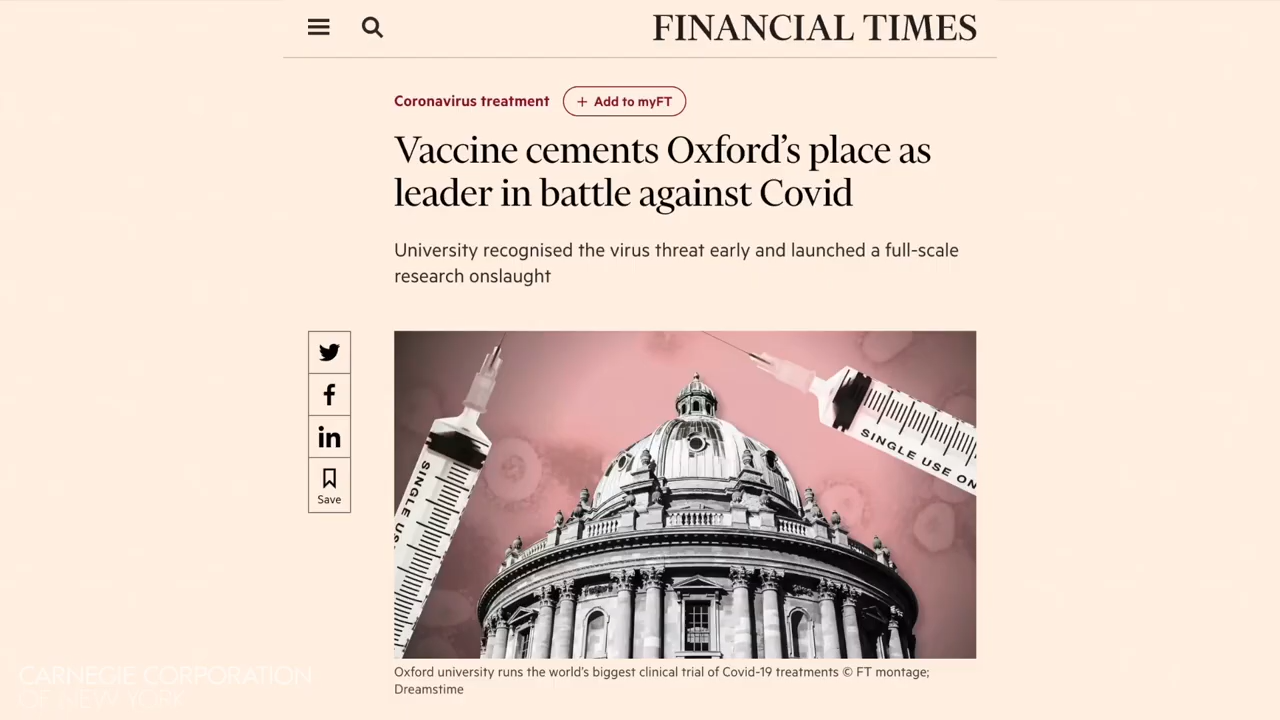 FINANCIAL TIMES
Coronavirus treatment
+ Add to myFT
Vaccine cements Oxford’s place as
leader in battle against Covid
University recognised the virus threat early and launched a full-scale
research onslaught
Save
SINGLE US
SINGLE USE ON
Oxford university runs the world’s biggest clinical trial of Covid-19 treatments © FT montage;
Dreamstime
CARNEGIE CORPORATION
OF NEW YORK